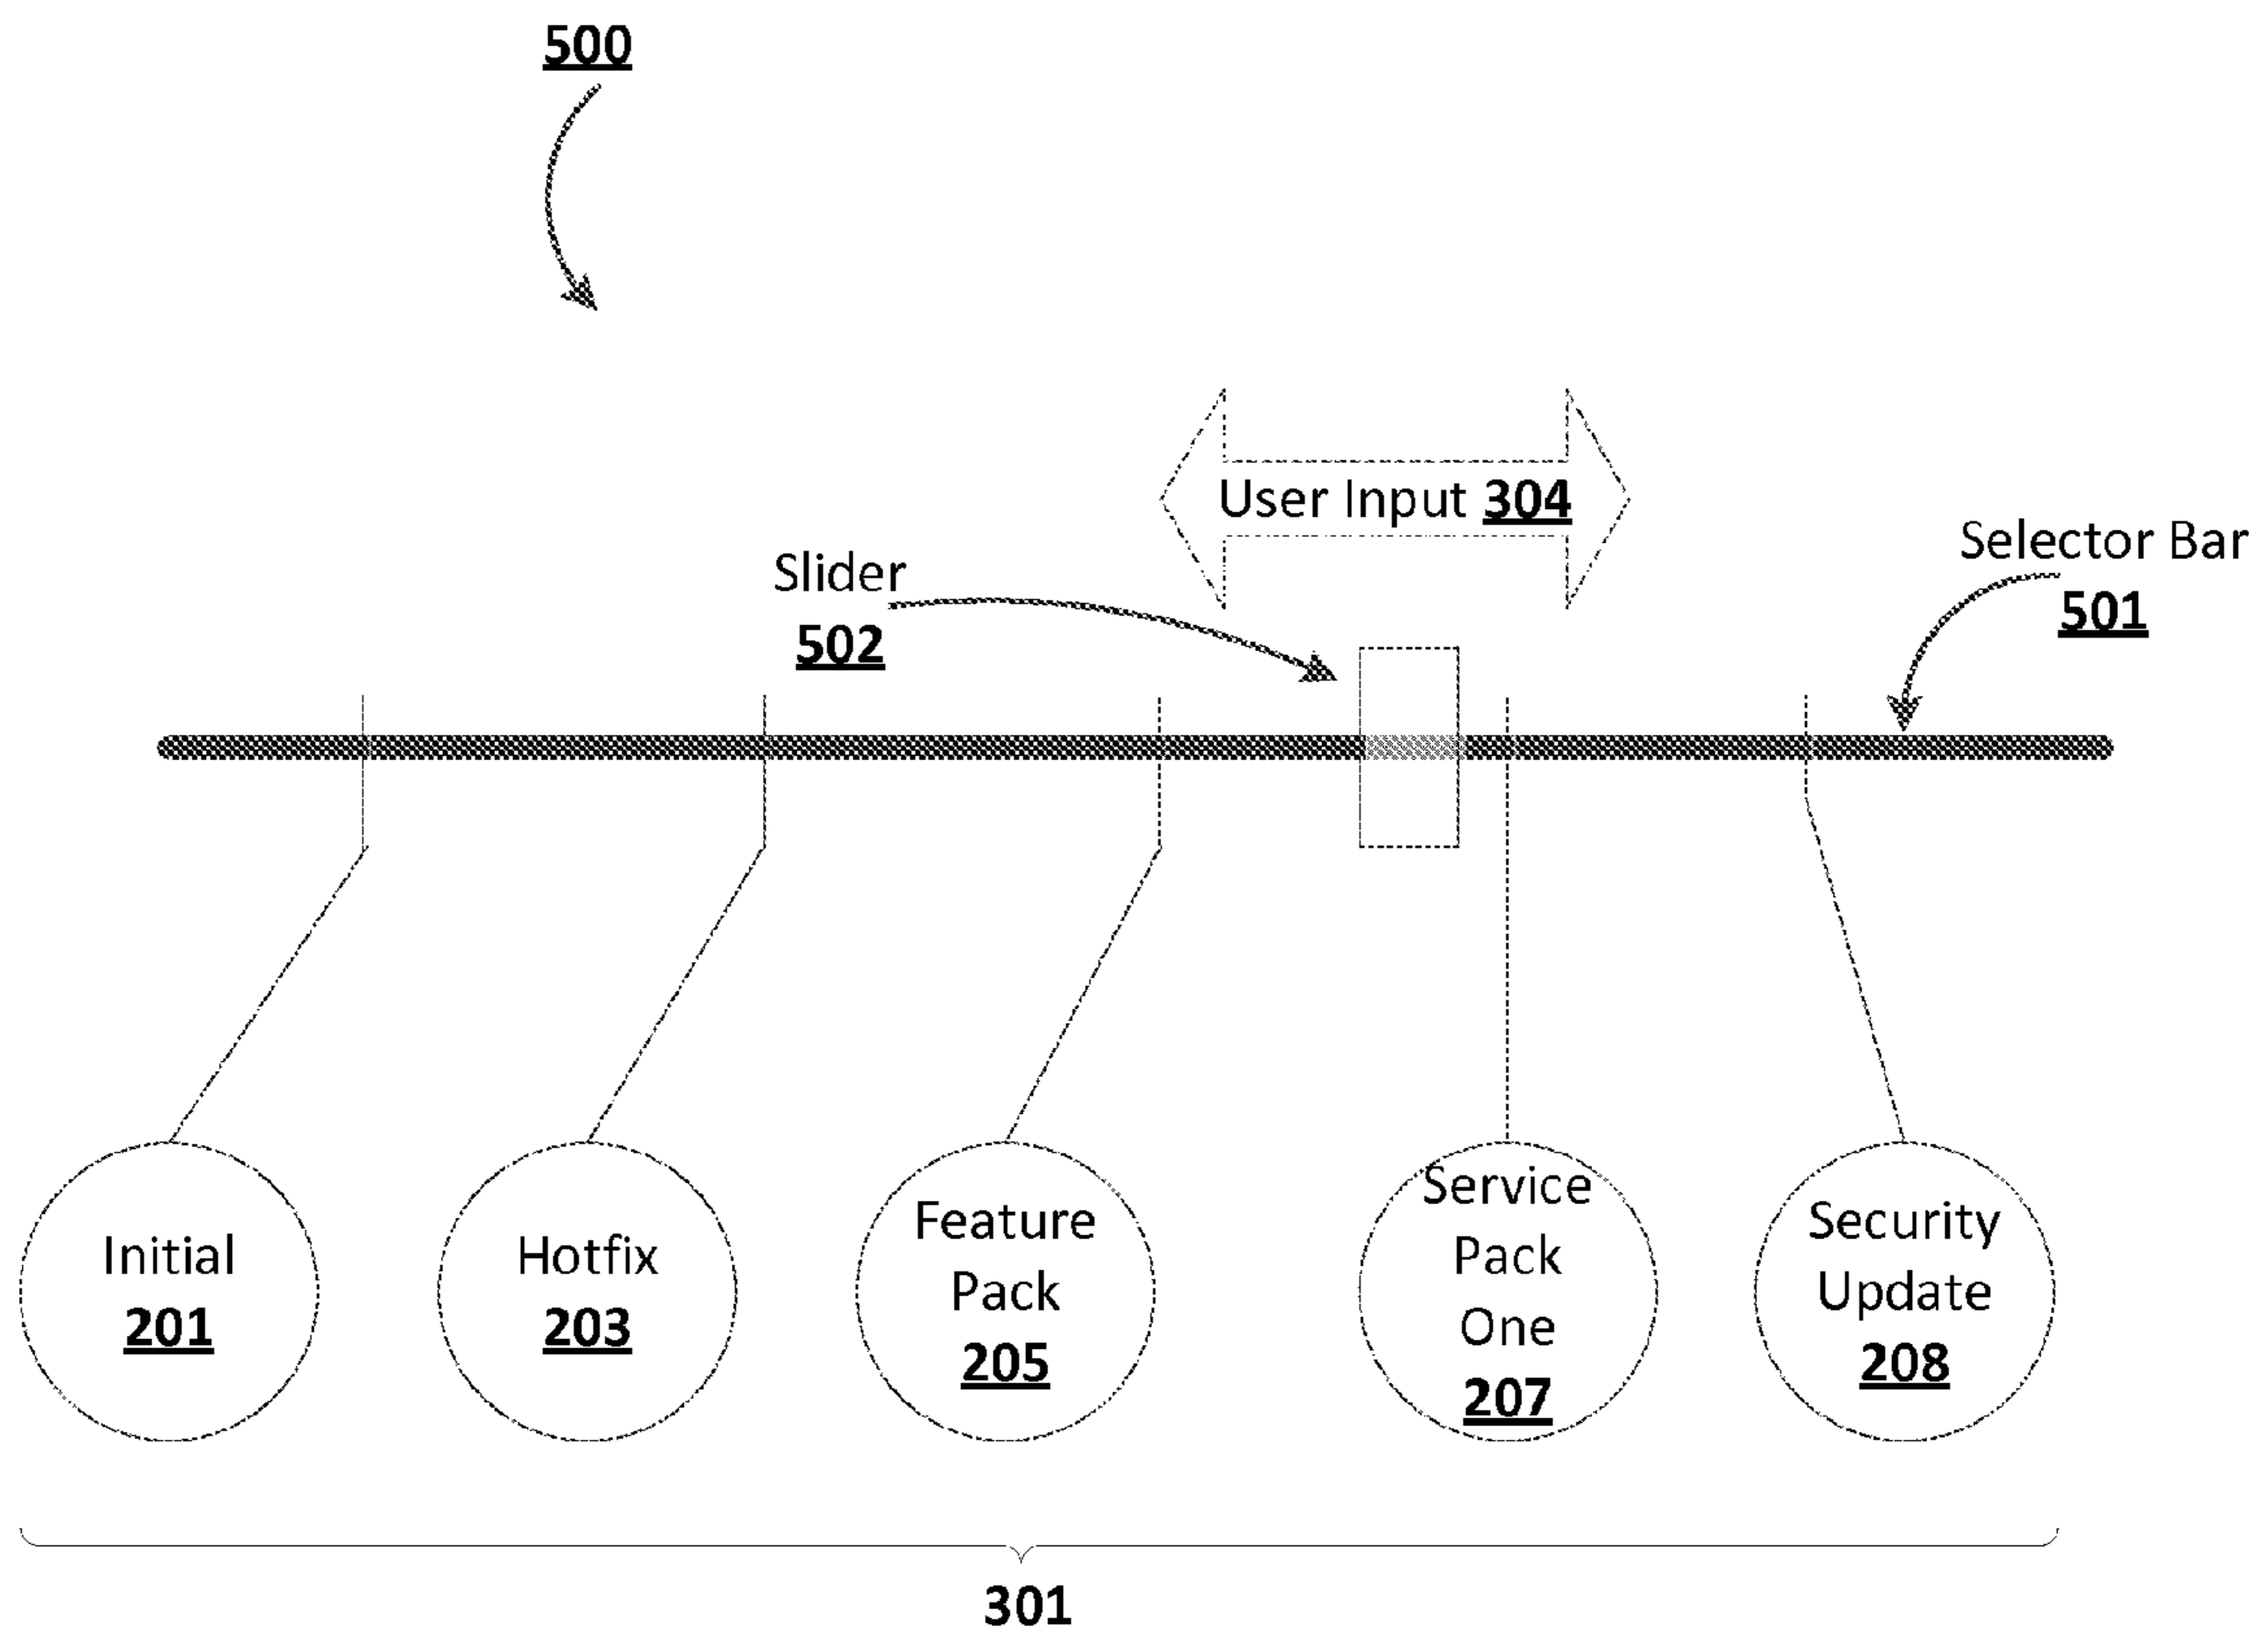 500
User Input 304
Selector Bar
501
Slider
502
Initial
201
Hotfix
203
Feature
Pack
205
Service
Pack
One
207
Security
Update
208
301